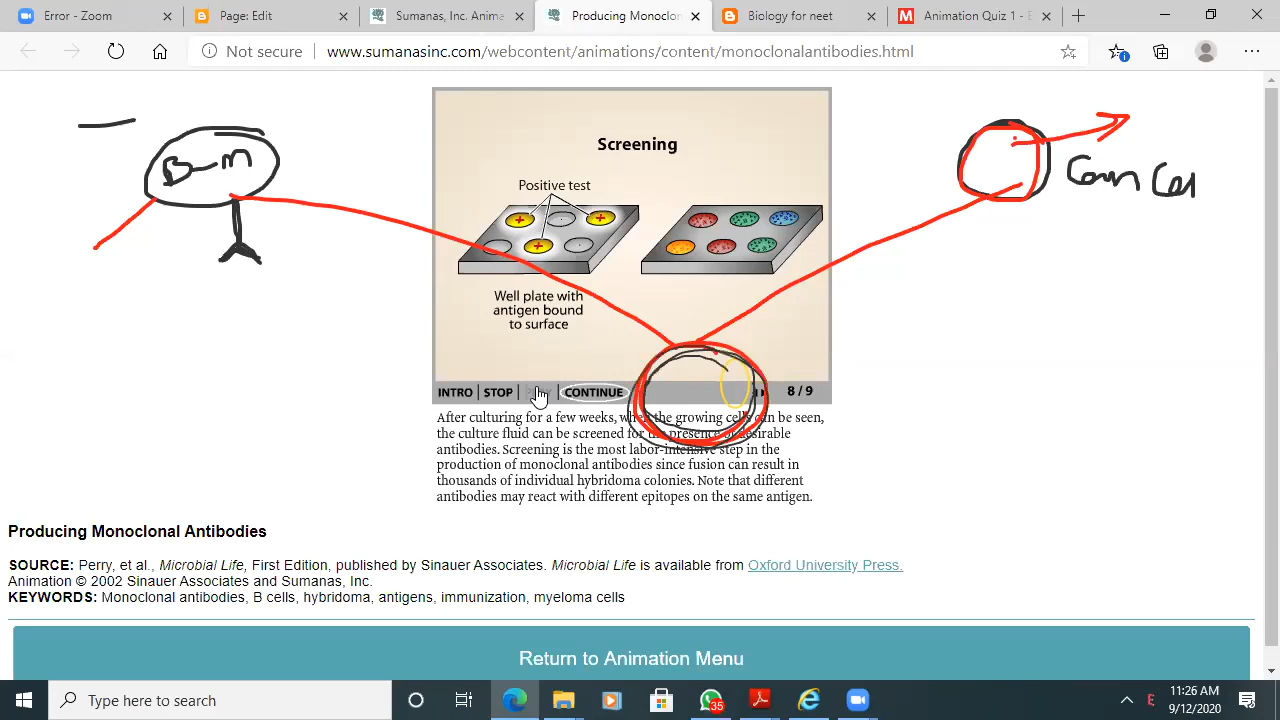 Error - Zoom
Page: Edit
Sumanas, Inc. Anime
Producing Monoclon
Biology for neet
Animation Quiz 1 - E
Not secure
www.sumanasinc.com/webcontent/animations/content/monoclonalantibodies.html
Screening
Positive test
Well plate with
antigen bound
to surface
B-m
Can Cel
INTRO STOP CONTINUE 8 / 9
After culturing for a few weeks, when the growing cells can be seen,
the culture fluid can be screened for the presence of desirable
antibodies. Screening is the most labor-intensive step in the
production of monoclonal antibodies since fusion can result in
thousands of individual hybridoma colonies. Note that different
antibodies may react with different epitopes on the same antigen.
Producing Monoclonal Antibodies
SOURCE: Perry, et al., Microbial Life, First Edition, published by Sinauer Associates. Microbial Life is available from Oxford University Press.
Animation © 2002 Sinauer Associates and Sumanas, Inc.
KEYWORDS: Monoclonal antibodies, B cells, hybridoma, antigens, immunization, myeloma cells
Return to Animation Menu
Type here to search
35
E
11:26 AM
9/12/2020